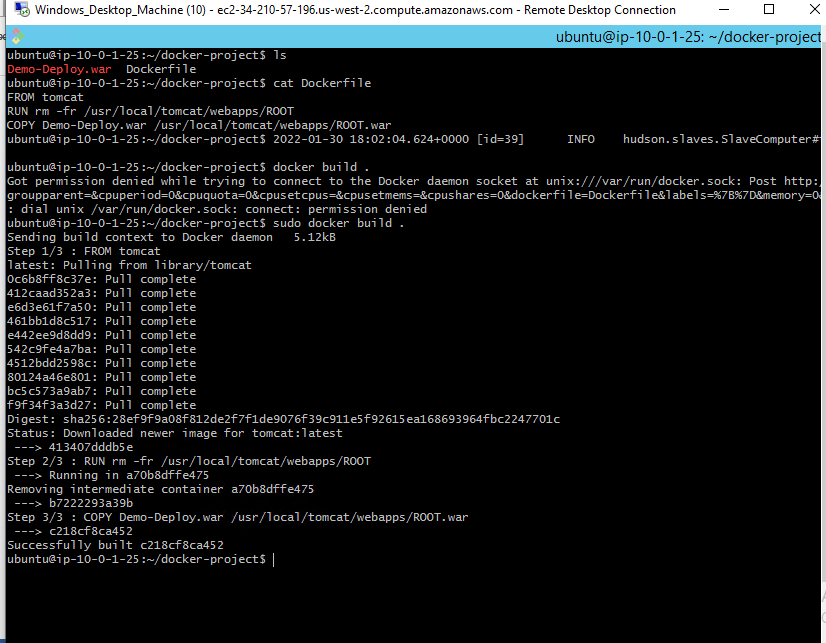 Windows_Desktop_Machine (10) - ec2-34-210-57-196.us-west-2.compute.amazonaws.com - Remote Desktop Connection
ubuntu@ip-10-0-1-25: ~/docker-project
ubuntu@ip-10-0-1-25:~/docker-project$ ls
Demo-Deploy.war  Dockerfile
ubuntu@ip-10-0-1-25:~/docker-project$ cat Dockerfile
FROM tomcat
RUN rm -fr /usr/local/tomcat/webapps/ROOT
COPY Demo-Deploy.war /usr/local/tomcat/webapps/ROOT.war
ubuntu@ip-10-0-1-25:~/docker-project$ 2022-01-30 18:02:04.624+0000 [id=39]      INFO    hudson.slaves.SlaveComputer#
ubuntu@ip-10-0-1-25:~/docker-project$ docker build .
Got permission denied while trying to connect to the Docker daemon socket at unix:///var/run/docker.sock: Post http:
groupparent=&cpuperiod=0&cpuquota=0&cpusetcpus=&cpusetmems=&cpushares=0&dockerfile=Dockerfile&labels=%7B%7D&memory=0&
: dial unix /var/run/docker.sock: connect: permission denied
ubuntu@ip-10-0-1-25:~/docker-project$ sudo docker build .
Sending build context to Docker daemon   5.12kB
Step 1/3 : FROM tomcat
latest: Pulling from library/tomcat
0c6b8ff8c37e: Pull complete
412caad352a3: Pull complete
e6d3e61f7a50: Pull complete
461bb1d8c517: Pull complete
e442ee9d8dd9: Pull complete
542c9fe4a7ba: Pull complete
4512bdd2598c: Pull complete
80124a46e801: Pull complete
bc5c573a9ab7: Pull complete
f9f34f3a3d27: Pull complete
Digest: sha256:28ef9f9a08f812de2f7f1de9076f39c911e5f92615ea168693964fbc2247701c
Status: Downloaded newer image for tomcat:latest
 ---> 413407dddb5e
Step 2/3 : RUN rm -fr /usr/local/tomcat/webapps/ROOT
 ---> Running in a70b8dffe475
Removing intermediate container a70b8dffe475
 ---> b7222293a39b
Step 3/3 : COPY Demo-Deploy.war /usr/local/tomcat/webapps/ROOT.war
 ---> c218cf8ca452
Successfully built c218cf8ca452
ubuntu@ip-10-0-1-25:~/docker-project$